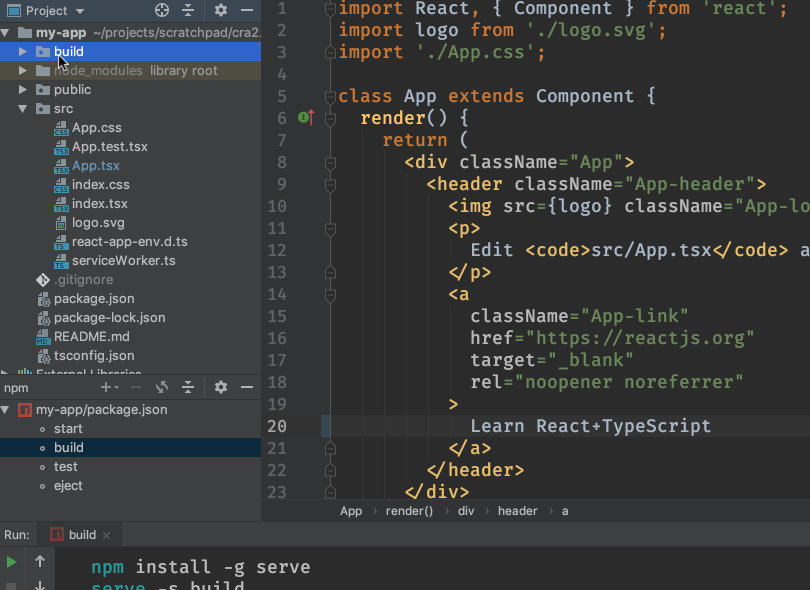 Project
my-app ~/projects/scratchpad/cra2.
build
node_modules library root
public
src
App.css
App.test.tsx
App.tsx
index.css
index.tsx
logo.svg
react-app-env.d.ts
serviceWorker.ts
.gitignore
package.json
package-lock.json
README.md
tsconfig.json
External Libraries
npm
my-app/package.json
start
build
test
eject
1 import React, { Component } from 'react';
2 import logo from './logo.svg';
3 import './App.css';
4
5 class App extends Component {
6 render() {
7 return (
8 <div className="App">
9 <header className="App-header">
10 <img src={logo} className="App-lo
11 <p>
12 Edit <code>src/App.tsx</code> a
13 </p>
14 <a
15 className="App-link"
16 href="https://reactjs.org"
17 target="_blank"
18 rel="noopener noreferrer"
19 >
20 Learn React+TypeScript
21 </a>
22 </header>
23 </div>
App › render() › div › header › a
Run: build ×
npm install -g serve
serve -s build